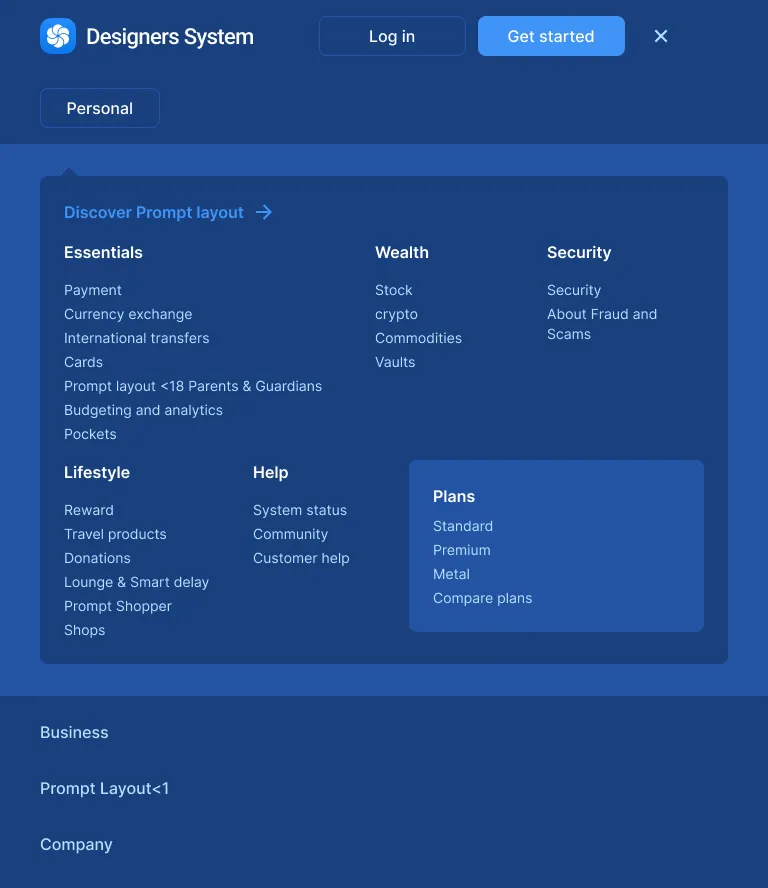 Designers System
Log in
Get started
Personal
Discover Prompt layout
Essentials
Payment
Currency exchange
International transfers
Cards
Prompt layout <18 Parents & Guardians
Budgeting and analytics
Pockets
Wealth
Stock
crypto
Commodities
Vaults
Security
Security
About Fraud and
Scams
Lifestyle
Reward
Travel products
Donations
Lounge & Smart delay
Prompt Shopper
Shops
Help
System status
Community
Customer help
Plans
Standard
Premium
Metal
Compare plans
Business
Prompt Layout<1
Company